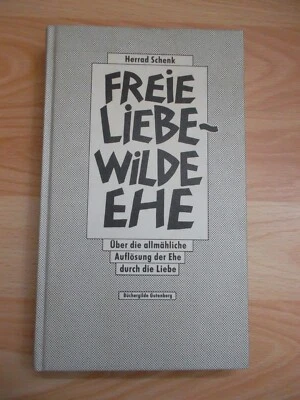 Herrad Schenk
FREIE
LIEBE-
WILDE
EHE
Über die allmähliche
Auflösung der Ehe
durch die Liebe
Büchergilde Gutenberg